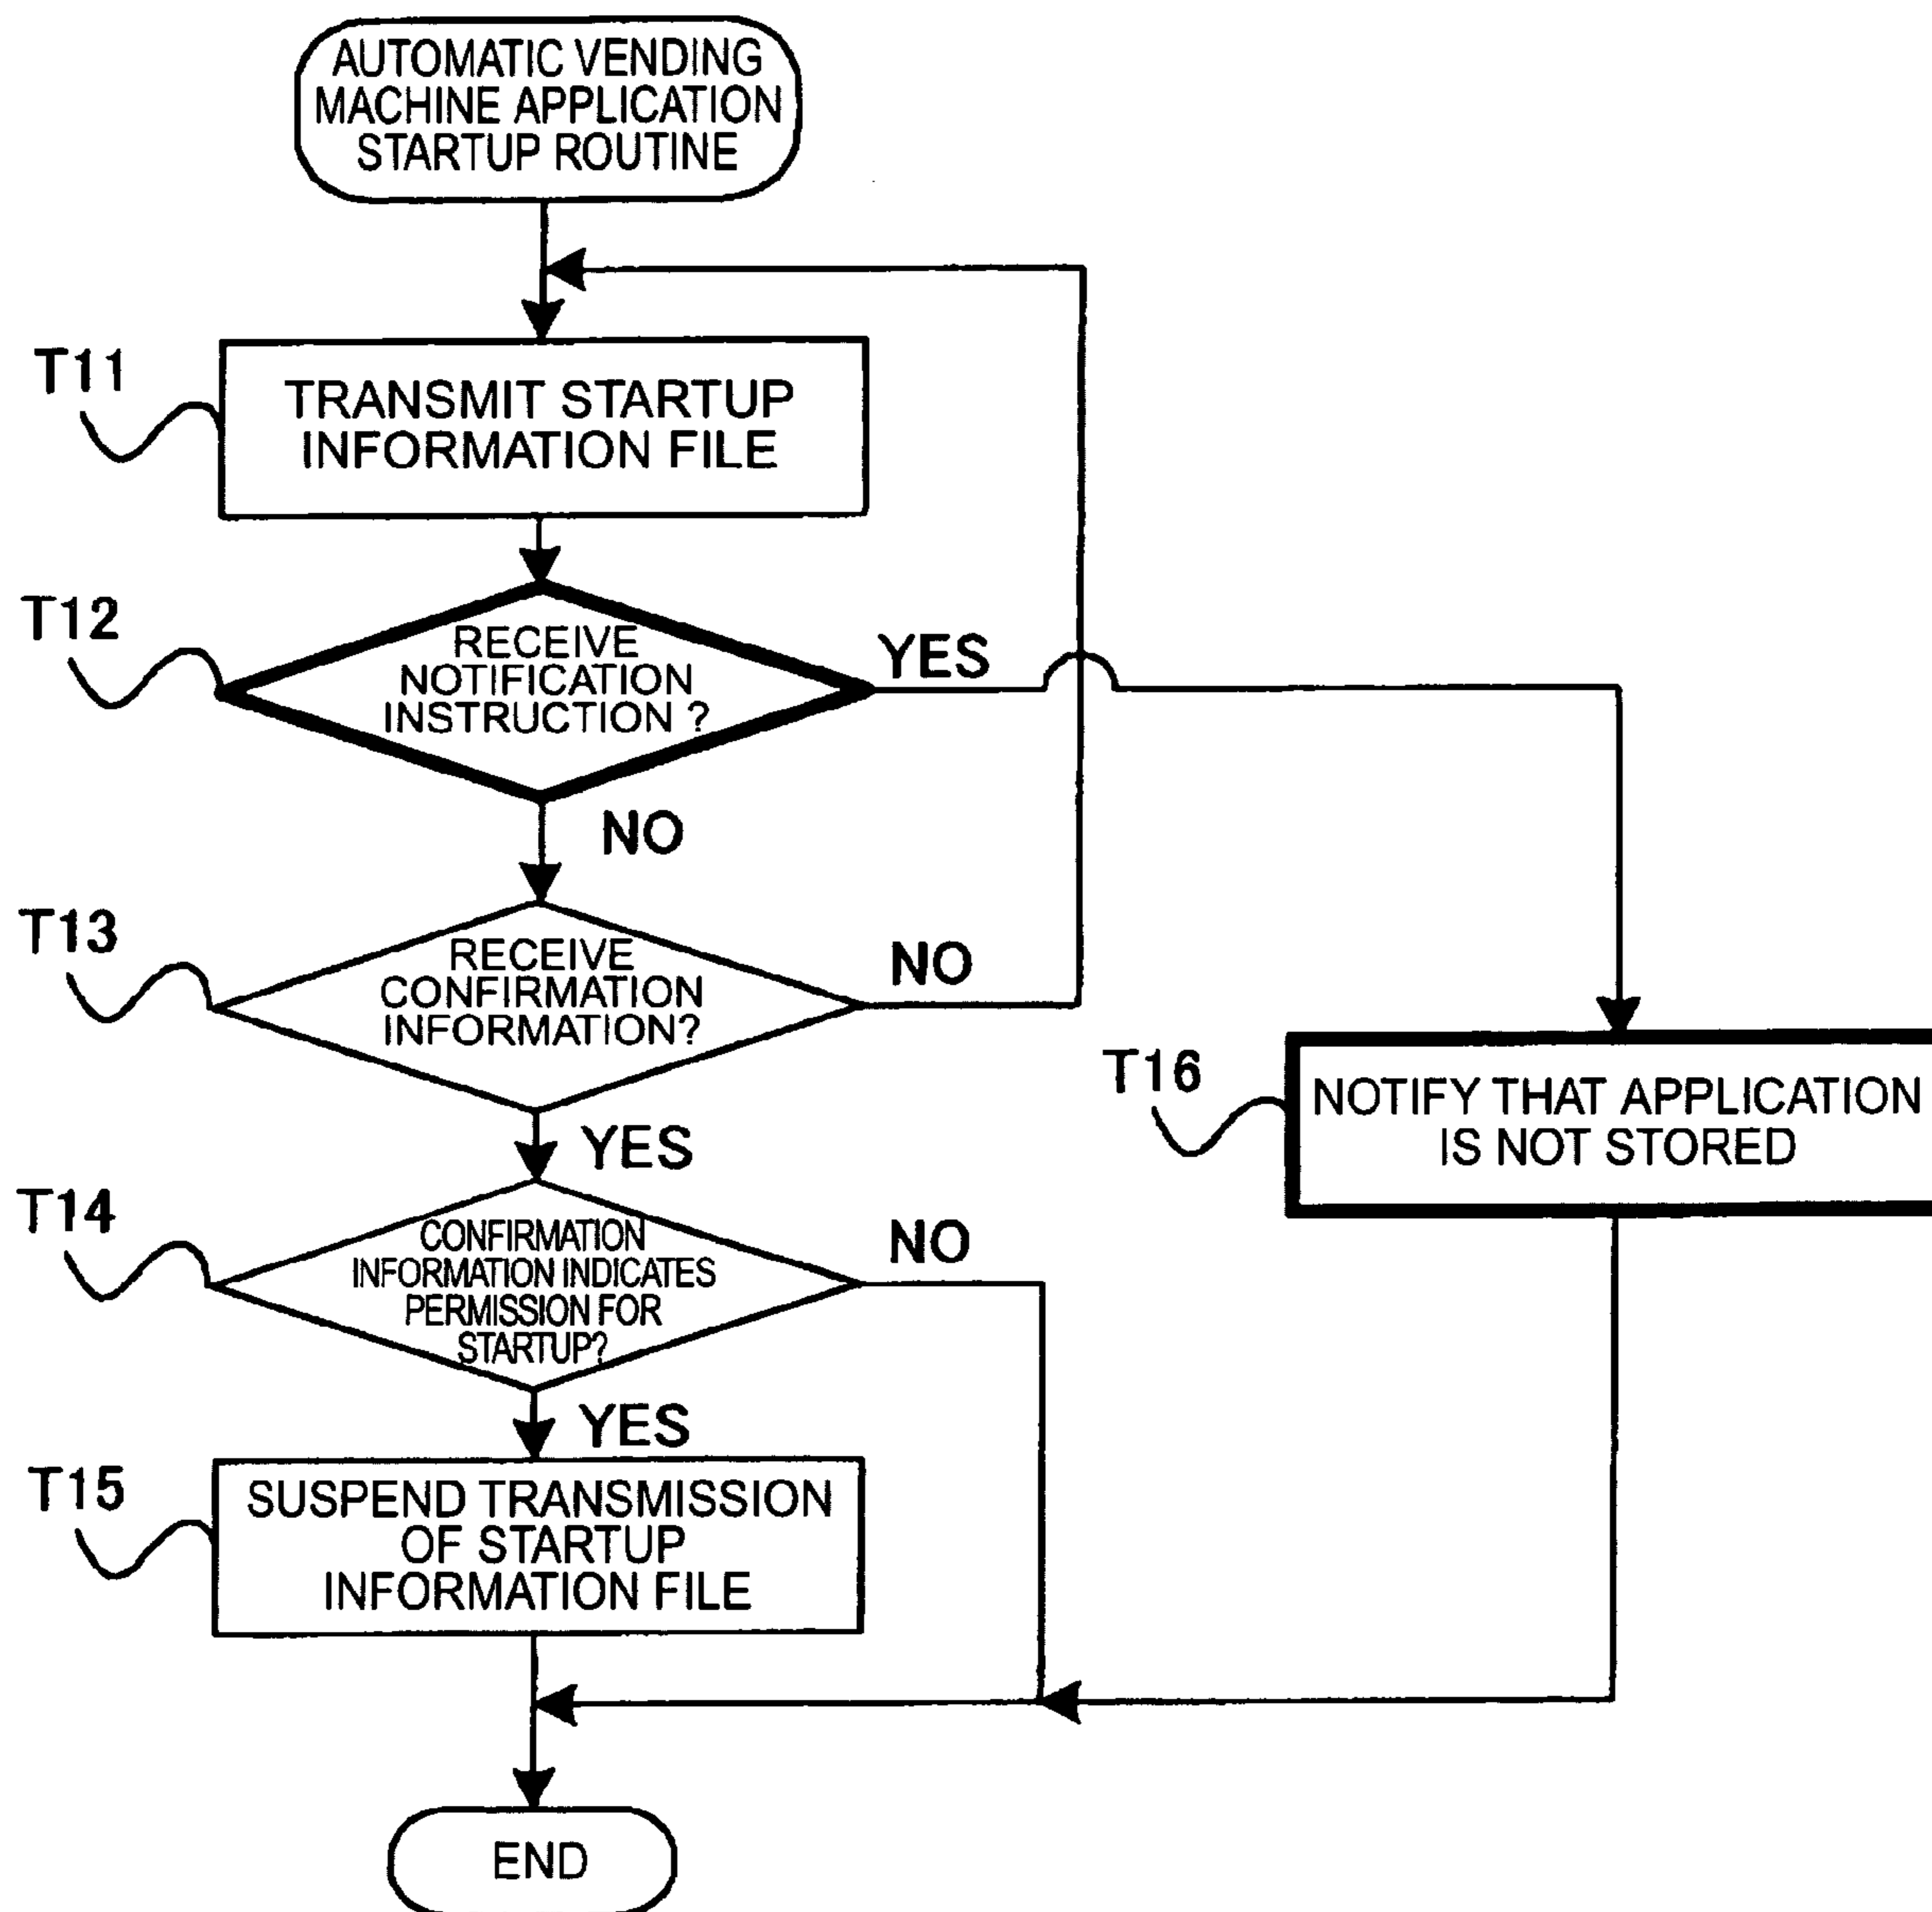 AUTOMATIC VENDING
MACHINE APPLICATION
STARTUP ROUTINE
T11
TRANSMIT STARTUP
INFORMATION FILE
T12
RECEIVE
NOTIFICATION
INSTRUCTION ?
YES
NO
T13
RECEIVE
CONFIRMATION
INFORMATION?
NO
YES
T16
NOTIFY THAT APPLICATION
IS NOT STORED
T14
CONFIRMATION
INFORMATION INDICATES
PERMISSION FOR
STARTUP?
NO
YES
T15
SUSPEND TRANSMISSION
OF STARTUP
INFORMATION FILE
END